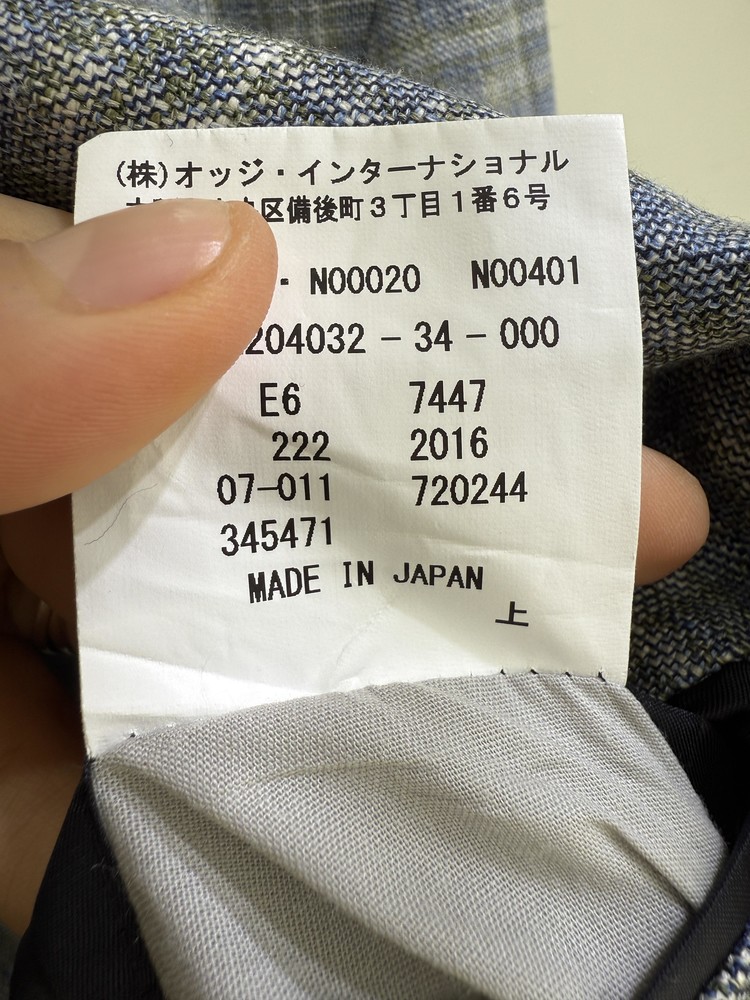 (株)オッジ・インターナショナル
区備後町3丁目1番6号
・ N00020 N00401
204032 - 34 - 000
E6 7447
222 2016
07-011 720244
345471
MADE IN JAPAN
上